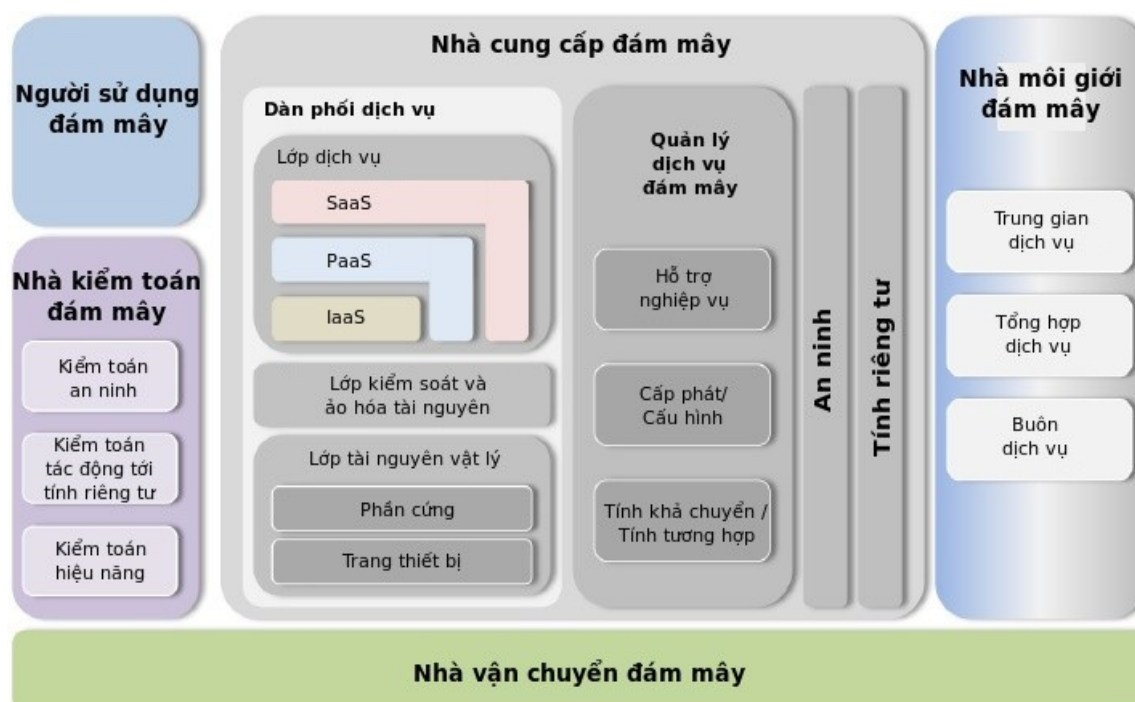 Người sử dụng
đám mây
Nhà kiểm toán
đám mây
Kiểm toán
an ninh
Kiểm toán
tác động tới
tính riêng tư
Kiểm toán
hiệu năng
Nhà cung cấp đám mây
Dàn phối dịch vụ
Lớp dịch vụ
SaaS
PaaS
IaaS
Lớp kiểm soát và
ảo hóa tài nguyên
Lớp tài nguyên vật lý
Phần cứng
Trang thiết bị
Quản lý
dịch vụ
đám mây
Hỗ trợ
nghiệp vụ
Cấp phát/
Cấu hình
Tính khả chuyển /
Tính tương hợp
An ninh
Tính riêng tư
Nhà môi giới
đám mây
Trung gian
dịch vụ
Tổng hợp
dịch vụ
Buôn
dịch vụ
Nhà vận chuyển đám mây